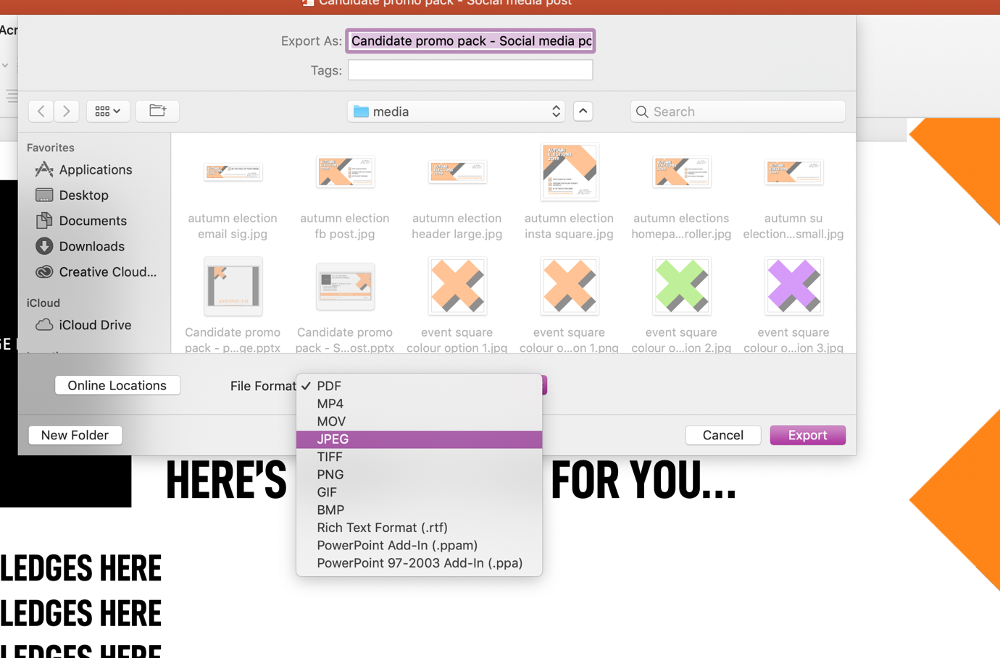 Candidate promo pack - Social media post
Acr
Export As: Candidate promo pack - Social media po
Tags:
media
Search
Favorites
Applications
Desktop
Documents
Downloads
Creative Cloud...
iCloud
iCloud Drive
AUTUMN ELECTIONS 2019
autumn election email sig.jpg
autumn election fb post.jpg
autumn election header large.jpg
autumn election insta square.jpg
autumn elections homepa...roller.jpg
autumn su election...small.jpg
Candidate promo pack - p...ge.pptx
Candidate promo pack - S...ost.pptx
event square colour option 1.jpg
event square colour o...on 1.png
event square colour o...ion 2.jpg
event square colour o...ion 3.jpg
Online Locations
File Format
✓ PDF
MP4
MOV
JPEG
TIFF
PNG
GIF
BMP
Rich Text Format (.rtf)
PowerPoint Add-In (.ppam)
PowerPoint 97-2003 Add-In (.ppa)
New Folder
Cancel
Export
HERE'S
FOR YOU...
LEDGES HERE
LEDGES HERE
LEDGES HERE